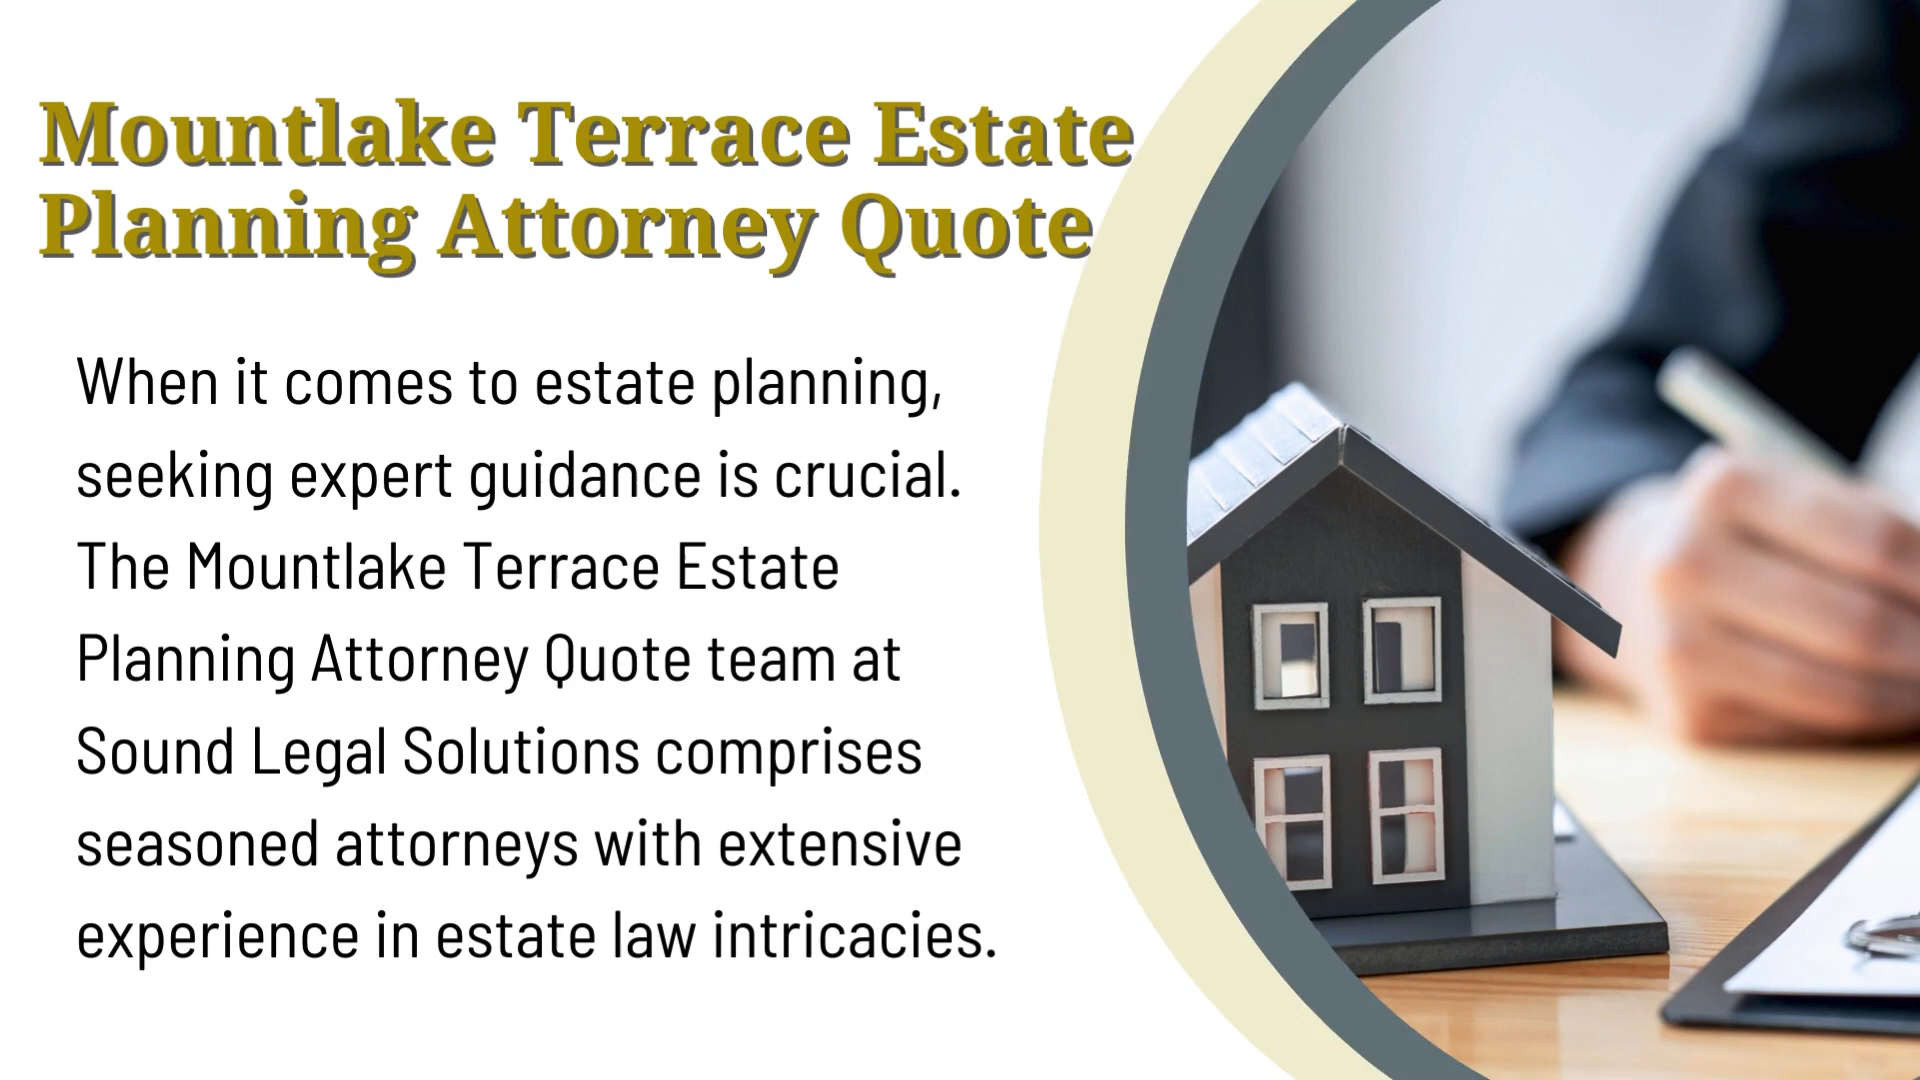 Mountlake Terrace Estate
Planning Attorney Quote
When it comes to estate planning,
seeking expert guidance is crucial.
The Mountlake Terrace Estate
Planning Attorney Quote team at
Sound Legal Solutions comprises
seasoned attorneys with extensive
experience in estate law intricacies.